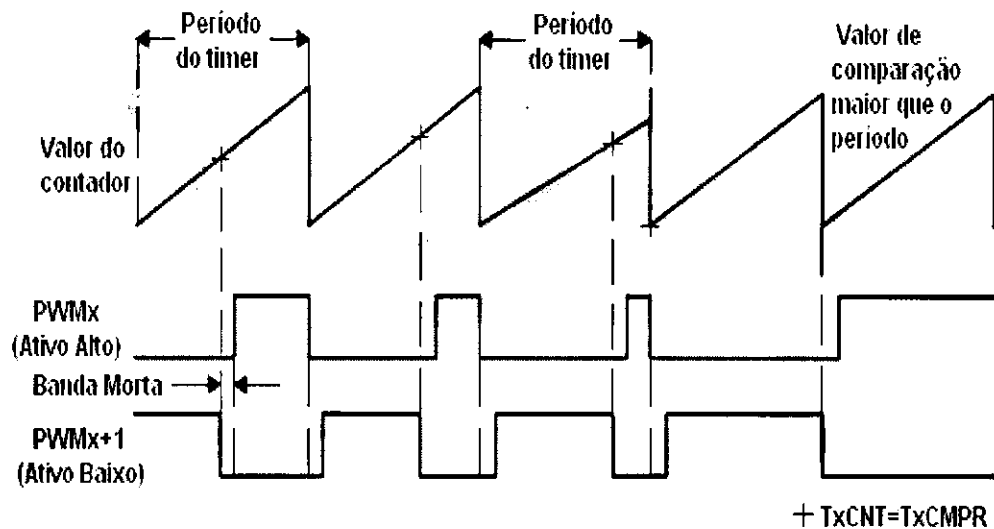 Período
do timer
Período
do timer
Valor de
comparação
maior que o
período
Valor do
contador
PWMx
(Ativo Alto)
Banda Morta
PWMx+1
(Ativo Baixo)
+ TxCNT=TxCMPR